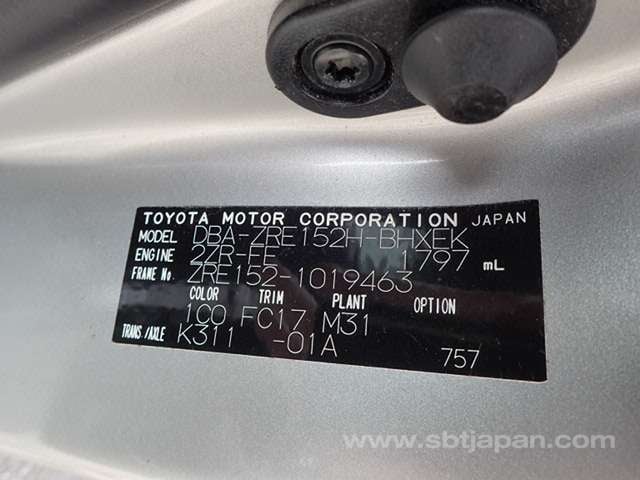 TOYOTA MOTOR CORPORATION JAPAN
MODEL DBA-ZRE152H-BHXEK
ENGINE 2ZR-FE 1797 mL
FRAME No. ZRE152-1019463
COLOR TRIM PLANT OPTION
1C0 FC17 M31
TRANS/AXLE K311 -01A 757
www.sbtjapan.com